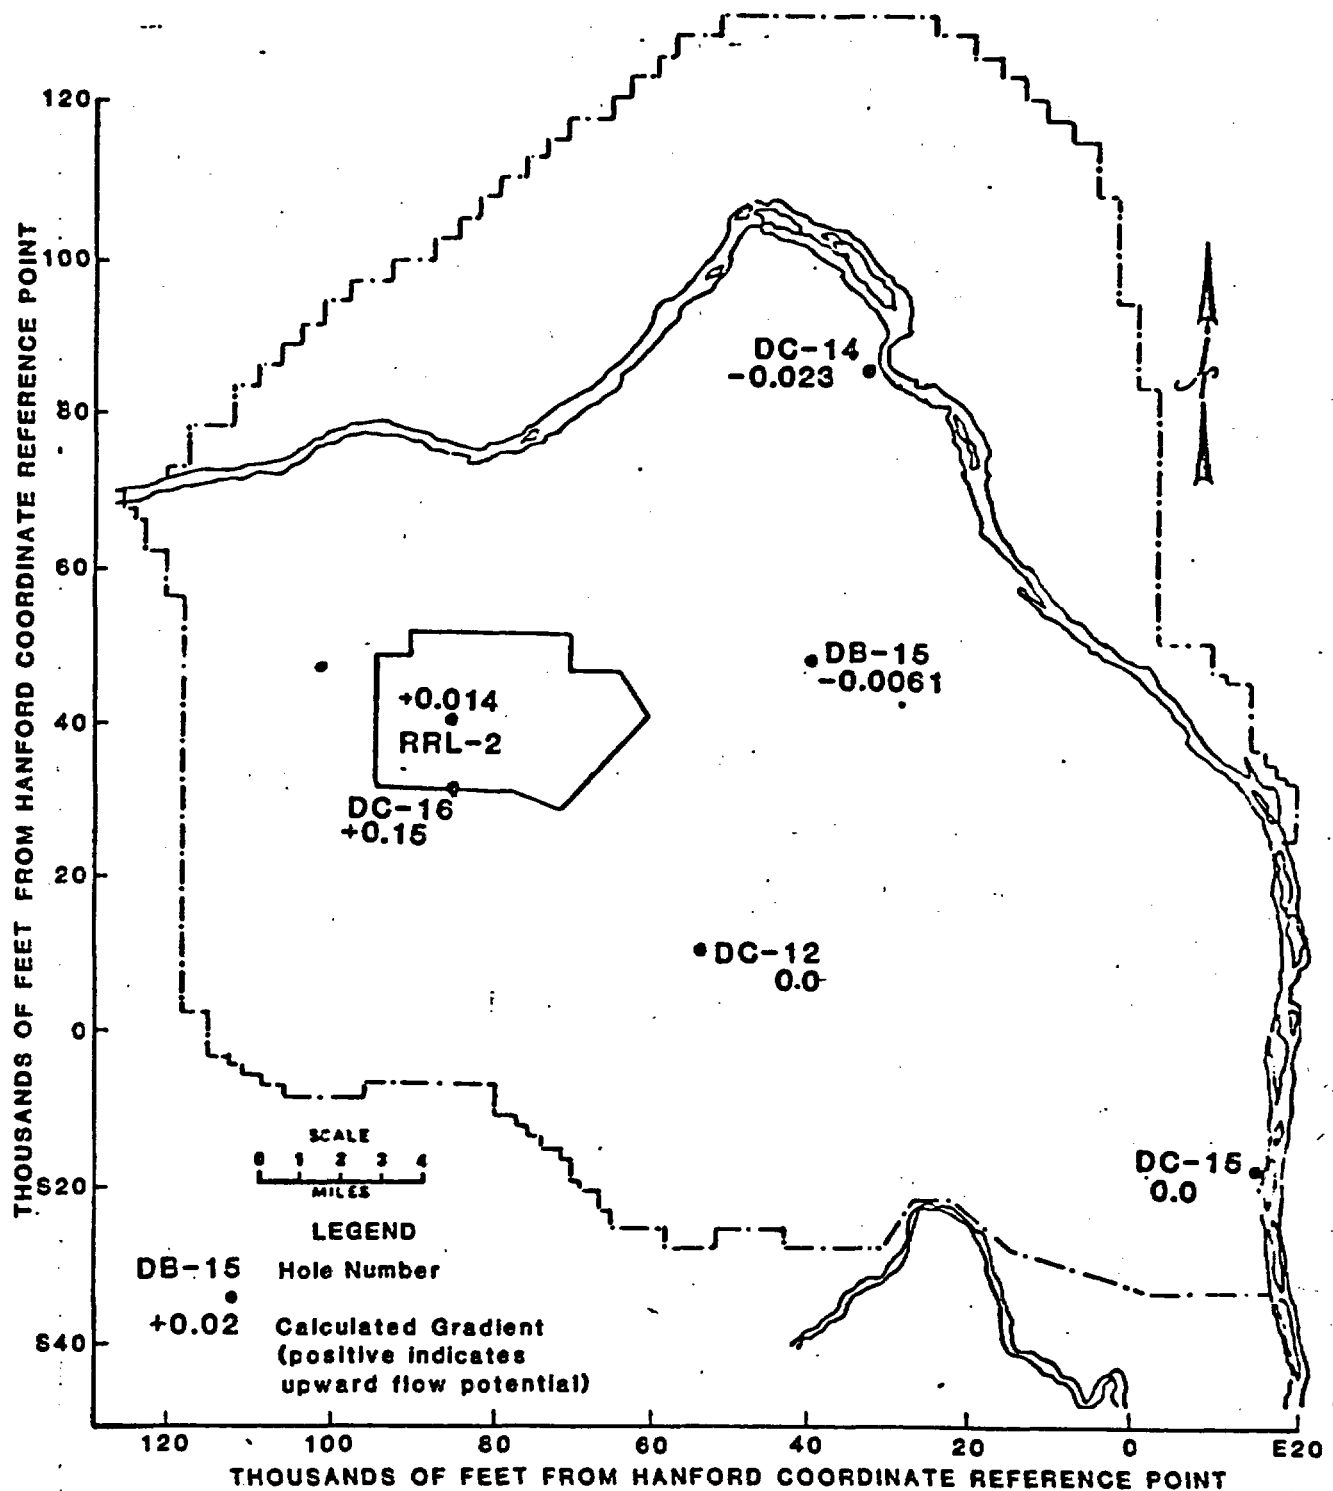 120
100
80
60
40
20
0
S20
S40
THOUSANDS OF FEET FROM HANFORD COORDINATE REFERENCE POINT
DC-14
-0.023
DB-15
-0.0061
+0.014
RRL-2
DC-16
+0.15
DC-12
0.0
DC-15
0.0
SCALE
0 1 2 3 4
MILES
LEGEND
DB-15 Hole Number
+0.02 Calculated Gradient
(positive indicates
upward flow potential)
120 100 80 60 40 20 0 E20
THOUSANDS OF FEET FROM HANFORD COORDINATE REFERENCE POINT